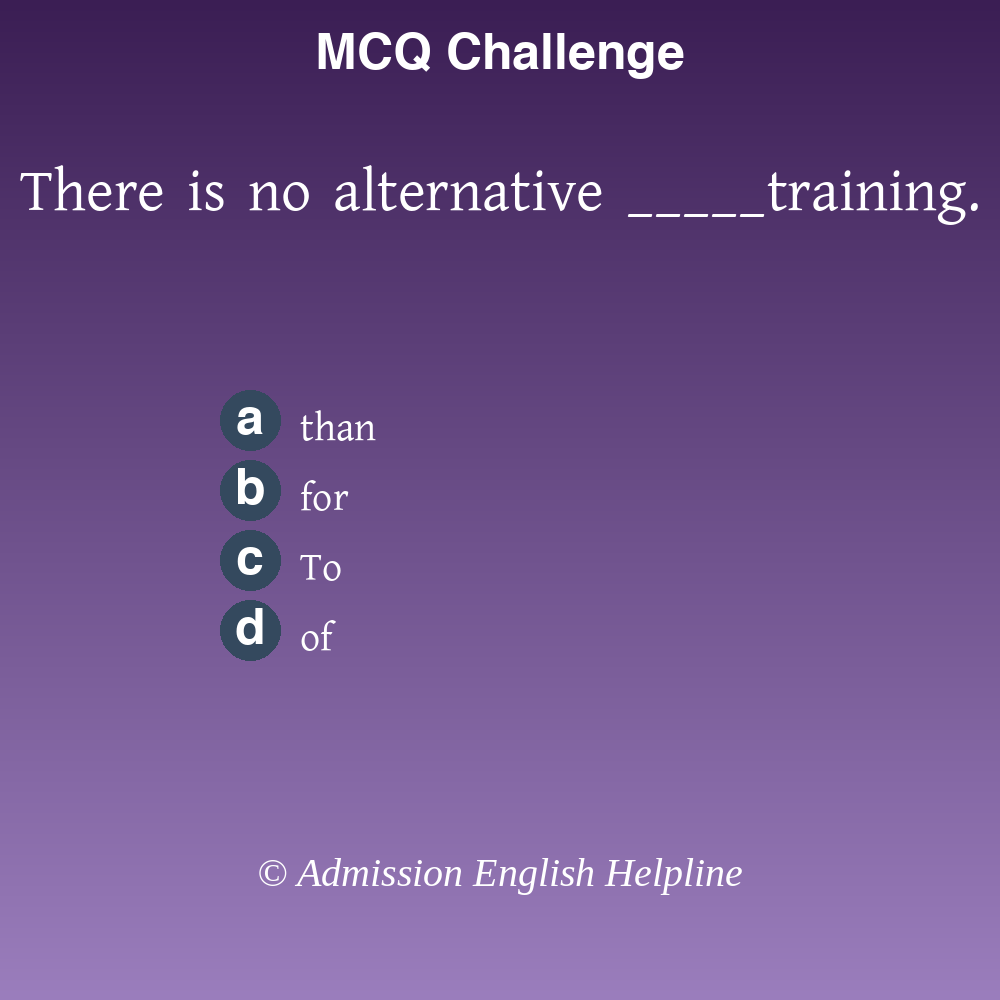 MCQ Challenge
There is no alternative _____training.
a than
b for
c To
d of
© Admission English Helpline